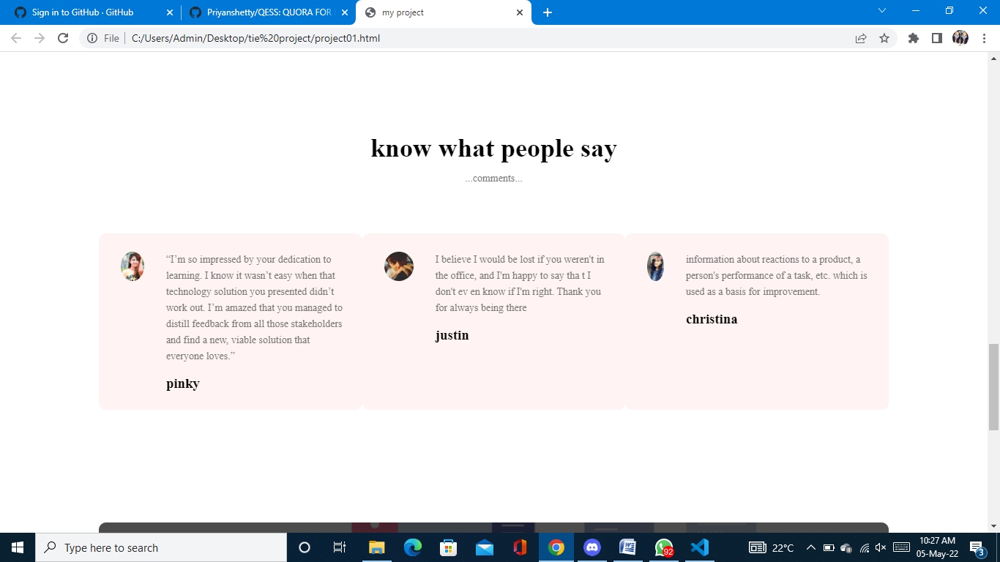 Sign in to GitHub · GitHub
Priyanshetty/QESS: QUORA FOR
my project
File
C:/Users/Admin/Desktop/tie%20project/project01.html
know what people say
...comments...
“I’m so impressed by your dedication to
learning. I know it wasn’t easy when that
technology solution you presented didn’t
work out. I’m amazed that you managed to
distill feedback from all those stakeholders
and find a new, viable solution that
everyone loves.”
pinky
I believe I would be lost if you weren't in
the office, and I'm happy to say tha t I
don't ev en know if I'm right. Thank you
for always being there
justin
information about reactions to a product, a
person's performance of a task, etc. which is
used as a basis for improvement.
christina
Type here to search
92
22°C
10:27 AM
05-May-22
3